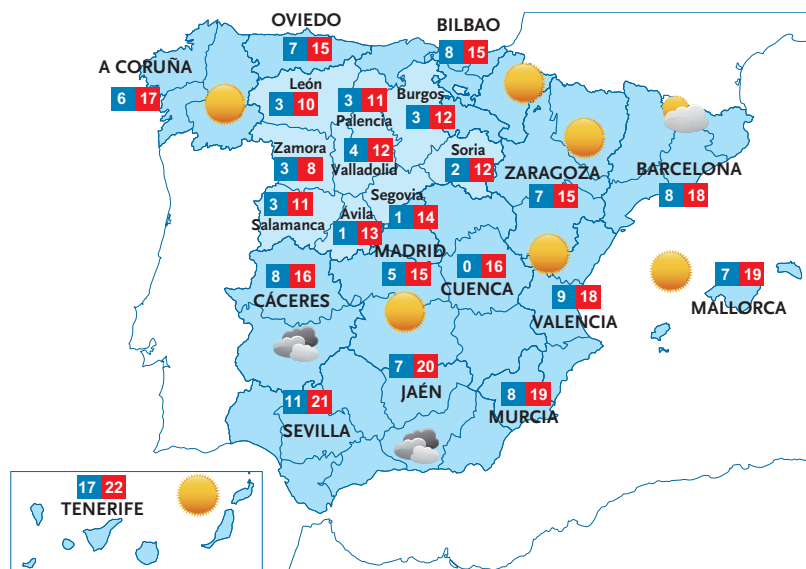 OVIEDO
7 15
BILBAO
8 15
A CORUÑA
6 17
León
3 10
3 11
Palencia
Burgos
3 12
Zamora
3 8
4 12
Valladolid
Soria
2 12
ZARAGOZA
7 15
BARCELONA
8 18
3 11
Salamanca
Segovia
1 14
Ávila
1 13
MADRID
5 15
0 16
CUENCA
8 16
CÁCERES
9 18
VALENCIA
7 19
MALLORCA
7 20
JAÉN
11 21
SEVILLA
8 19
MURCIA
17 22
TENERIFE